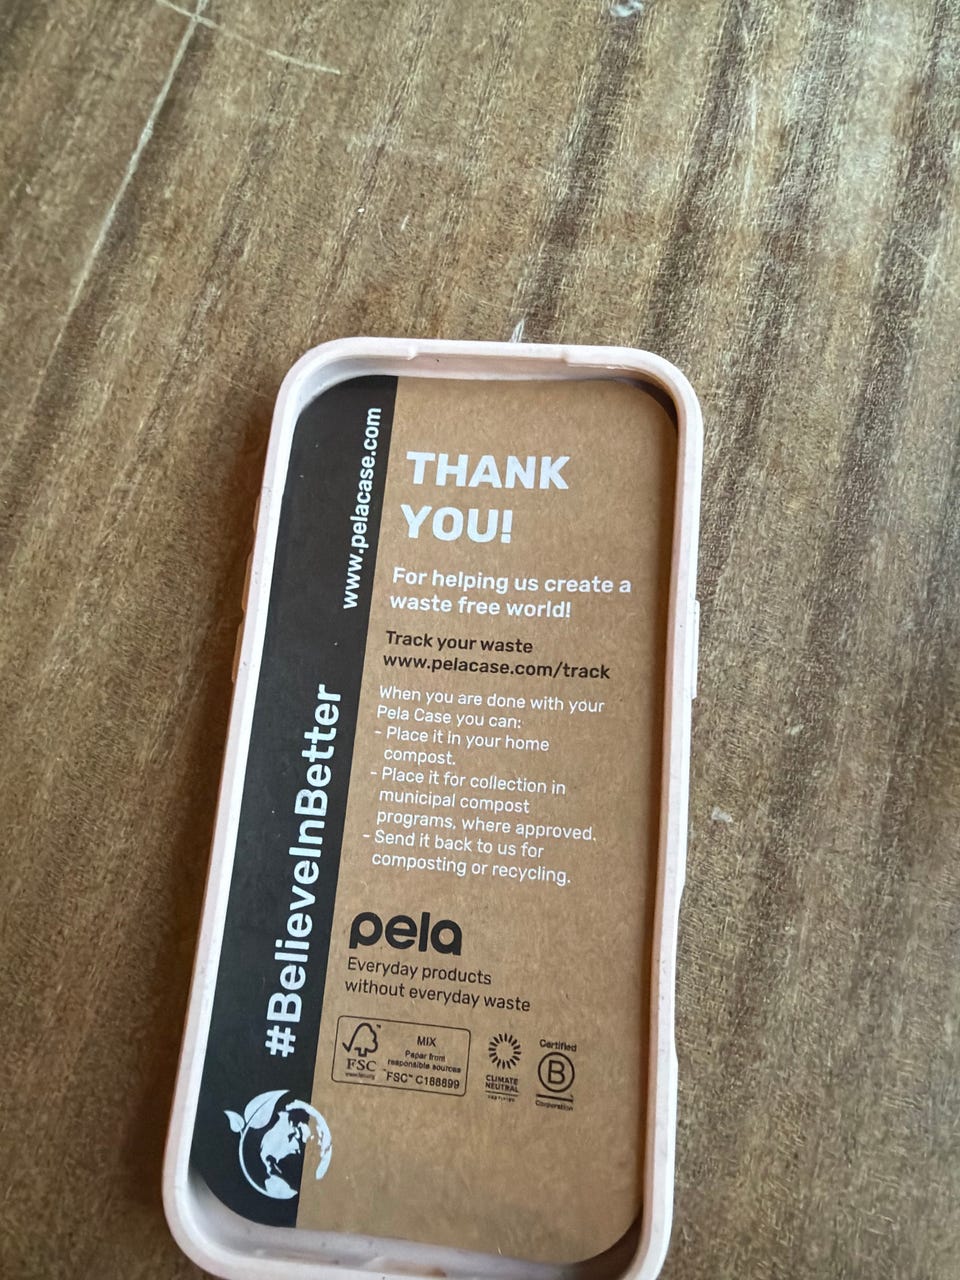 www.pelacase.com
#BelieveInBetter
THANK
YOU!
For helping us create a
waste free world!
Track your waste
www.pelacase.com/track
When you are done with your
Pela Case you can:
- Place it in your home
compost.
- Place it for collection in
municipal compost
programs, where approved.
- Send it back to us for
composting or recycling.
pela
Everyday products
without everyday waste
FSC
MIX
Paper from
responsible sources
FSC™ C188899
CLIMATE
NEUTRAL
Certified
B
Corporation